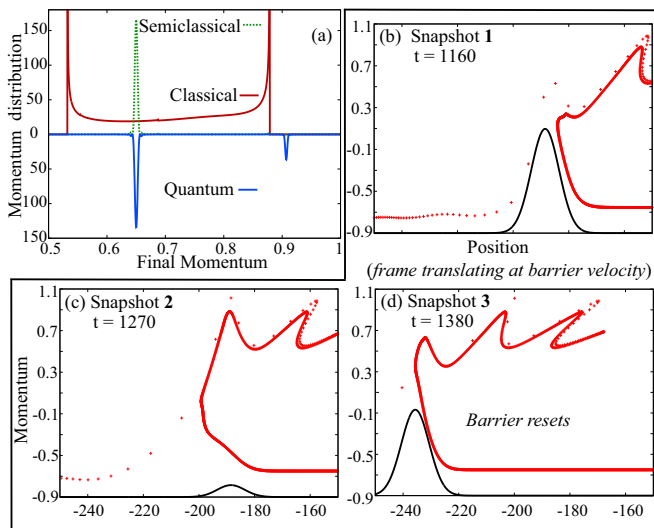 (a)
Semiclassical
Classical
Quantum
Momentum distribution
150
100
50
0
50
100
150
0.5
0.6
0.7
0.8
0.9
1
Final Momentum
(b) Snapshot 1
t = 1160
1.1
0.7
0.3
-0.1
-0.5
-0.9
Position
(frame translating at barrier velocity)
(c) Snapshot 2
t = 1270
1.1
0.7
0.3
-0.1
-0.5
-0.9
Momentum
-240
-220
-200
-180
-160
(d) Snapshot 3
t = 1380
1.1
0.7
0.3
-0.1
-0.5
-0.9
Barrier resets
-240
-220
-200
-180
-160